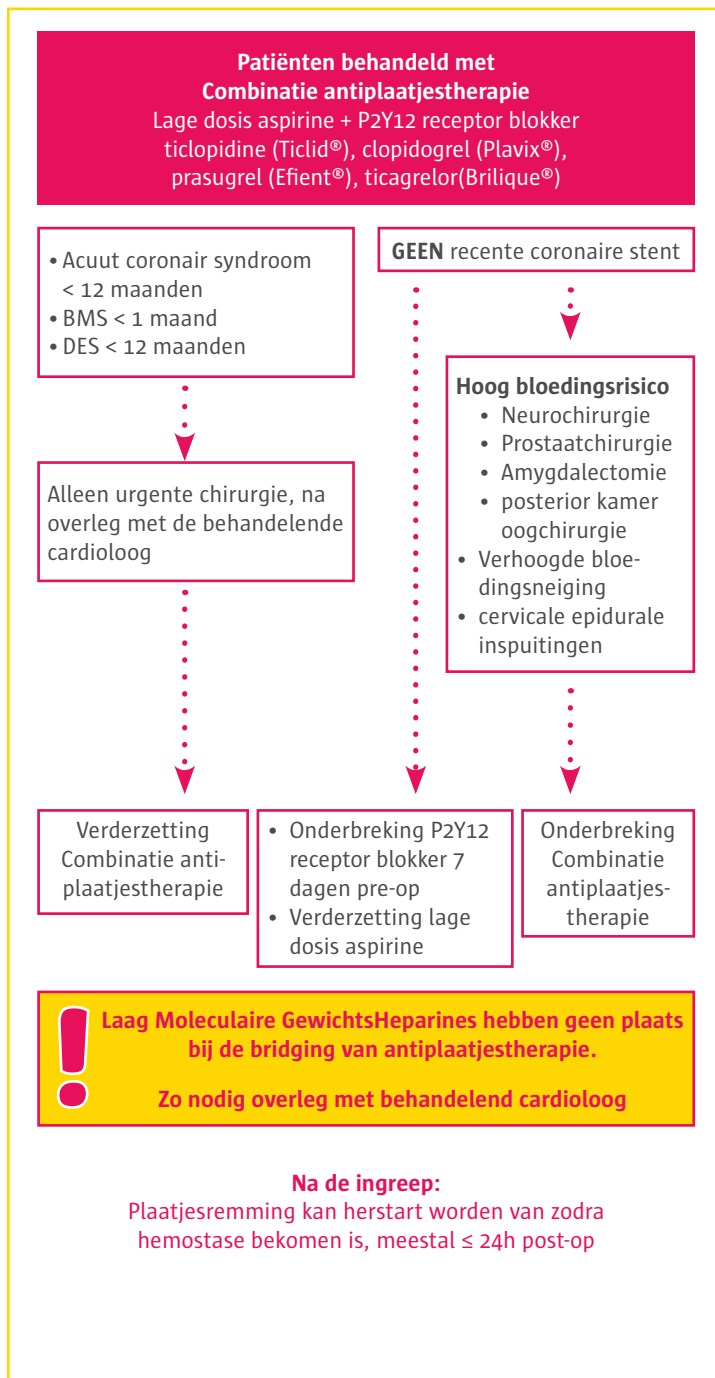 Patiënten behandeld met
Combinatie antiplaatjestherapie
Lage dosis aspirine + P2Y12 receptor blokker
ticlopidine (Ticlid®), clopidogrel (Plavix®),
prasugrel (Efient®), ticagrelor(Brilique®)
• Acuut coronair syndroom
< 12 maanden
• BMS < 1 maand
• DES < 12 maanden
GEEN recente coronaire stent
Hoog bloedingsrisico
• Neurochirurgie
• Prostaatchirurgie
• Amygdalectomie
• posterior kamer
oogchirurgie
• Verhoogde bloe-
dingsneiging
• cervicale epidurale
inspuitingen
Alleen urgente chirurgie, na
overleg met de behandelende
cardioloog
Verderzetting
Combinatie anti-
plaatjestherapie
• Onderbreking P2Y12
receptor blokker 7
dagen pre-op
• Verderzetting lage
dosis aspirine
Onderbreking
Combinatie
antiplaatjes-
therapie
! Laag Moleculaire GewichtsHeparines hebben geen plaats
bij de bridging van antiplaatjestherapie.
Zo nodig overleg met behandelend cardioloog
Na de ingreep:
Plaatjesremming kan herstart worden van zodra
hemostase bekomen is, meestal ≤ 24h post-op